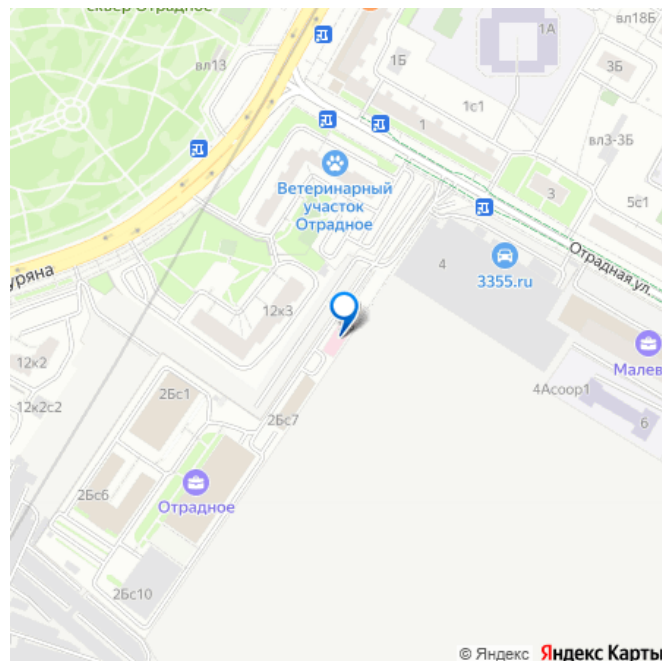 сквер Отрадное
1А
вл18Б
вл13
1Б
3Б
1с1
1
вл3-3Б
Ветеринарный
участок
Отрадное
3
5с1
Отрадная ул.
уряна
4
3355.ru
12к3
12к2
Малев
4Асоор1
12к2с2
2Бс1
2Бс7
6
2Бс6
Отрадное
2Бс10
© Яндекс Яндекс Карты